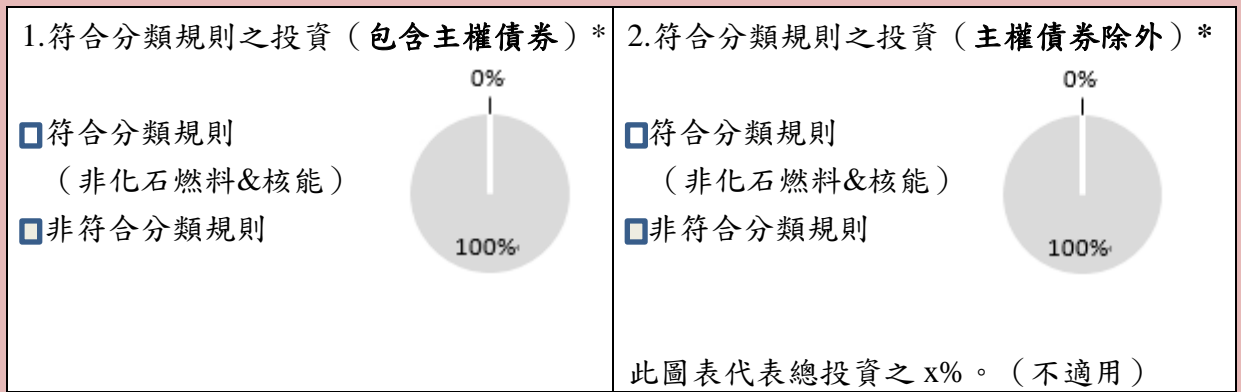 1.符合分類規則之投資（包含主權債券）*
0%
符合分類規則
（非化石燃料&核能）
非符合分類規則
100%
2.符合分類規則之投資（主權債券除外）*
0%
符合分類規則
（非化石燃料&核能）
非符合分類規則
100%
此圖表代表總投資之 x%。（不適用）